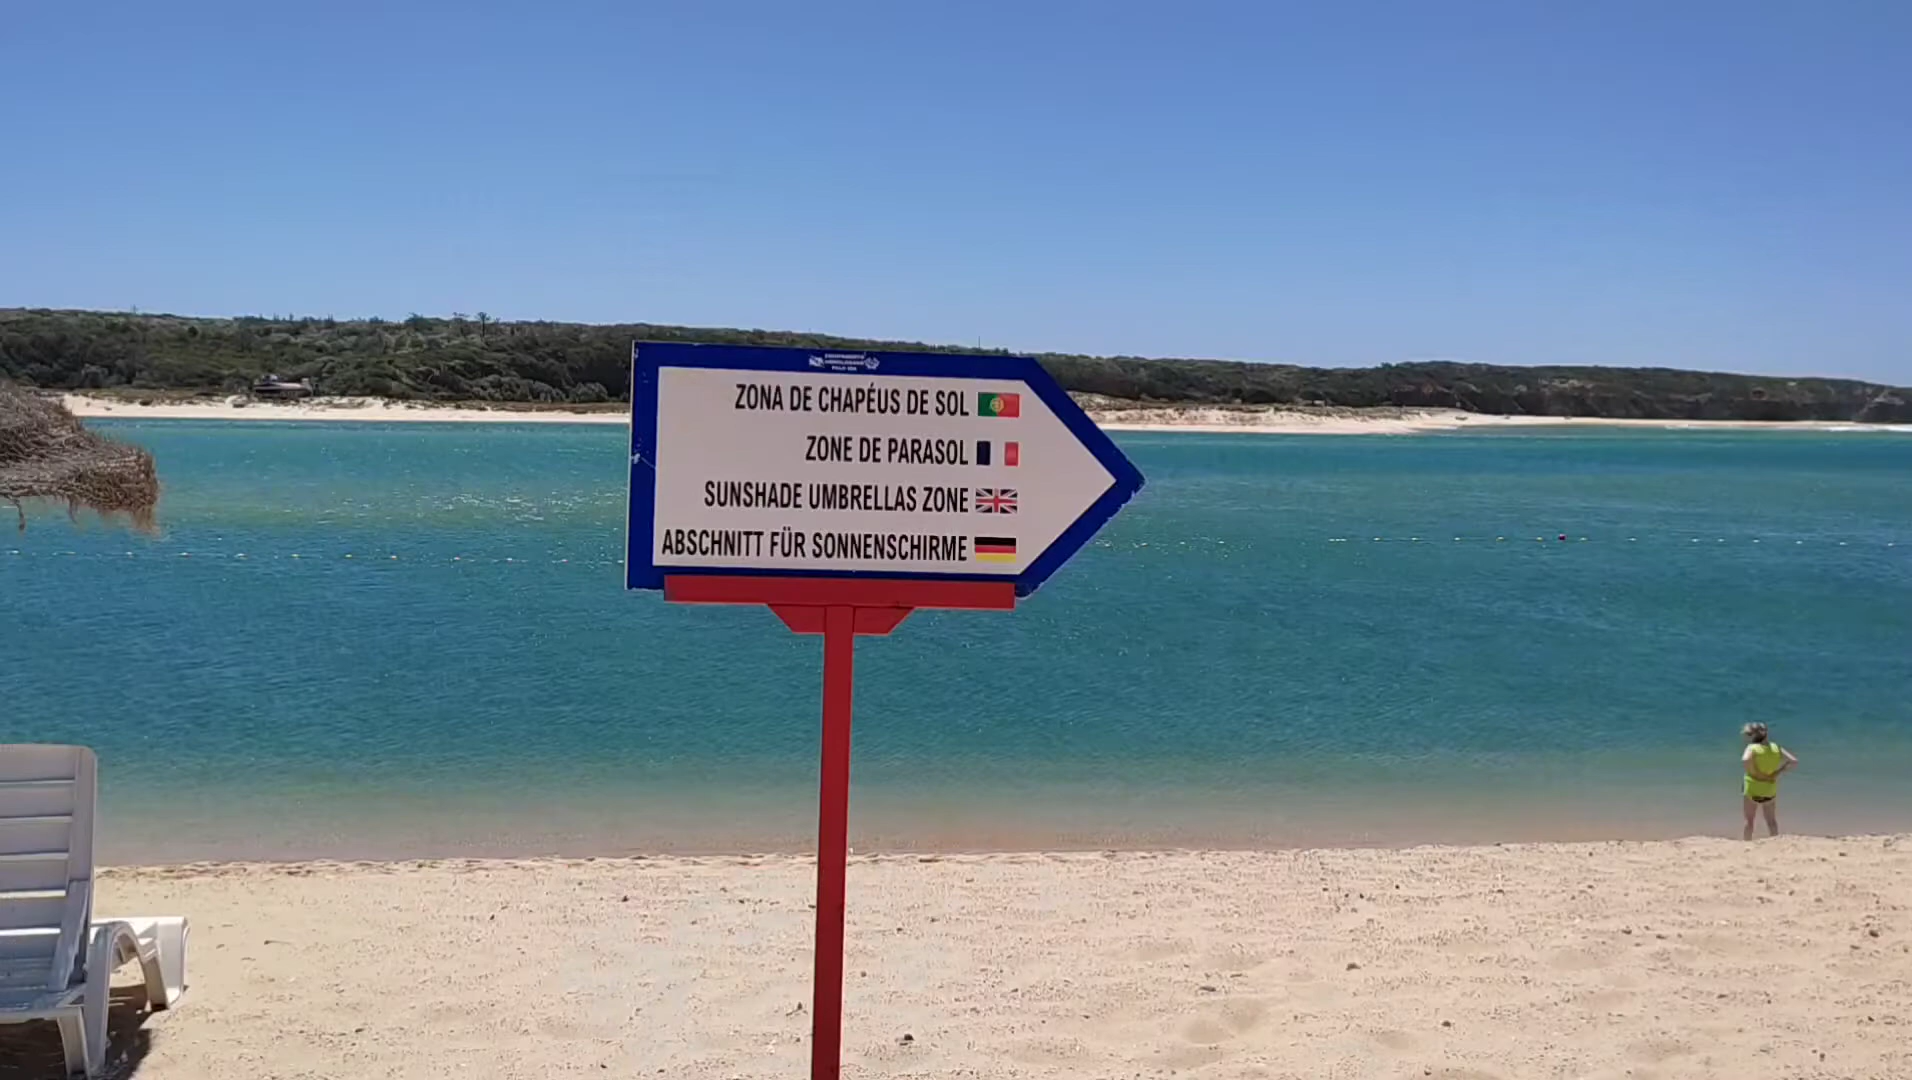 ZONA DE CHAPÉUS DE SOL
ZONE DE PARASOL
SUNSHADE UMBRELLAS ZONE
ABSCHNITT FÜR SONNENSCHIRME